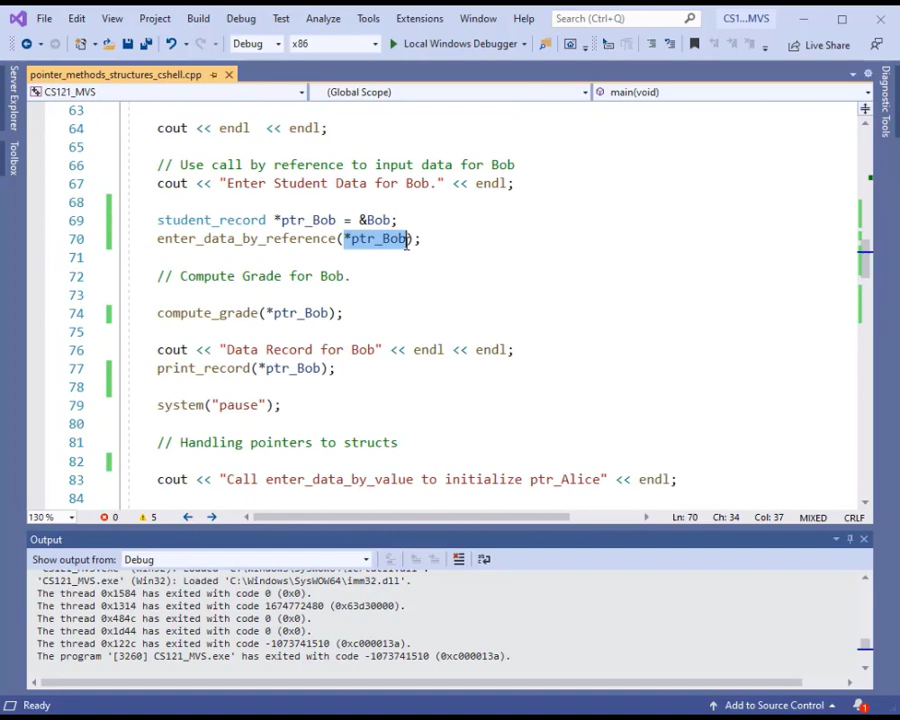 File Edit View Project Build Debug Test Analyze Tools Extensions Window Help Search (Ctrl+Q) CS1...MVS
Debug x86 Local Windows Debugger Live Share
pointer_methods_structures_cshell.cpp
CS121_MVS (Global Scope) main(void)
Server Explorer
Toolbox
Diagnostic Tools
63
64 cout << endl << endl;
65
66 // Use call by reference to input data for Bob
67 cout << "Enter Student Data for Bob." << endl;
68
69 student_record *ptr_Bob = &Bob;
70 enter_data_by_reference(*ptr_Bob);
71
72 // Compute Grade for Bob.
73
74 compute_grade(*ptr_Bob);
75
76 cout << "Data Record for Bob" << endl << endl;
77 print_record(*ptr_Bob);
78
79 system("pause");
80
81 // Handling pointers to structs
82
83 cout << "Call enter_data_by_value to initialize ptr_Alice" << endl;
84
130 % 0 5 Ln: 70 Ch: 34 Col: 37 MIXED CRLF
Output
Show output from: Debug
'CS121_MVS.exe' (Win32): Loaded 'C:\Windows\SysWOW64\imm32.dll'.
The thread 0x1584 has exited with code 0 (0x0).
The thread 0x1314 has exited with code 1674772480 (0x63d30000).
The thread 0x484c has exited with code 0 (0x0).
The thread 0x1d44 has exited with code 0 (0x0).
The thread 0x122c has exited with code -1073741510 (0xc000013a).
The program '[3260] CS121_MVS.exe' has exited with code -1073741510 (0xc000013a).
Ready Add to Source Control 1